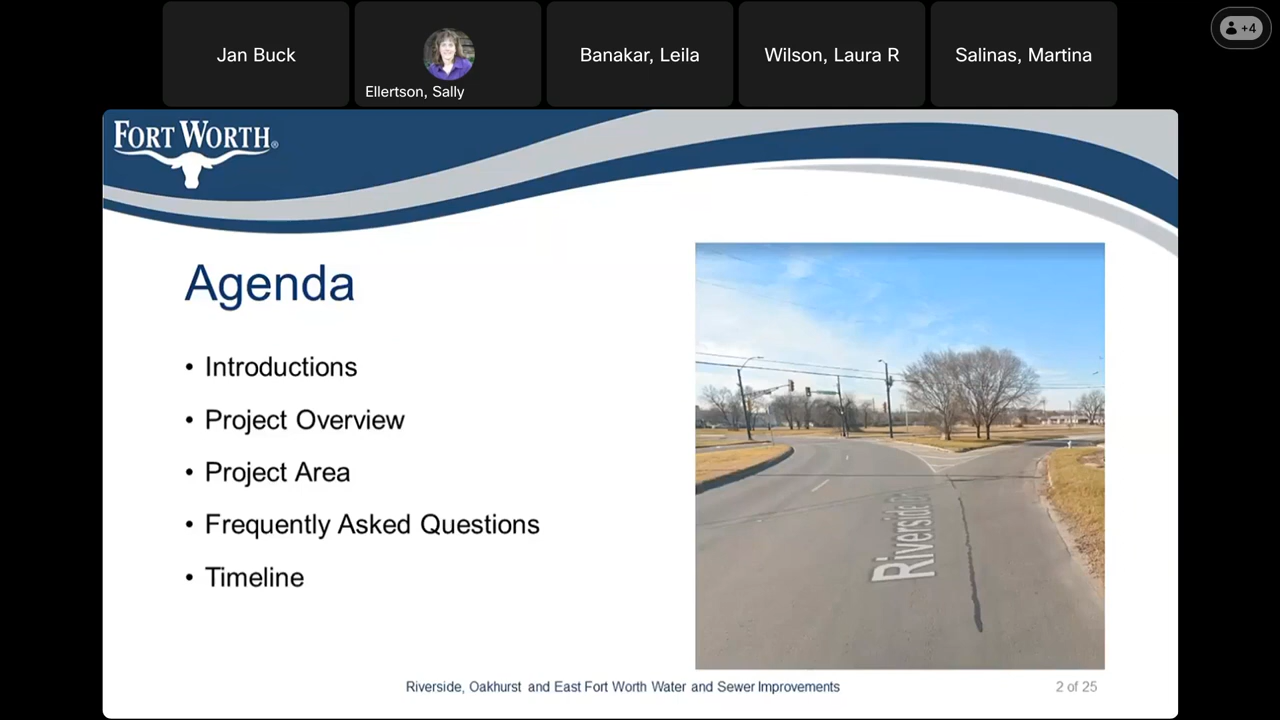 Jan Buck
Ellertson, Sally
Banakar, Leila
Wilson, Laura R
Salinas, Martina
+4
FORT WORTH®
Agenda
• Introductions
• Project Overview
• Project Area
• Frequently Asked Questions
• Timeline
Riverside
Riverside, Oakhurst and East Fort Worth Water and Sewer Improvements
2 of 25